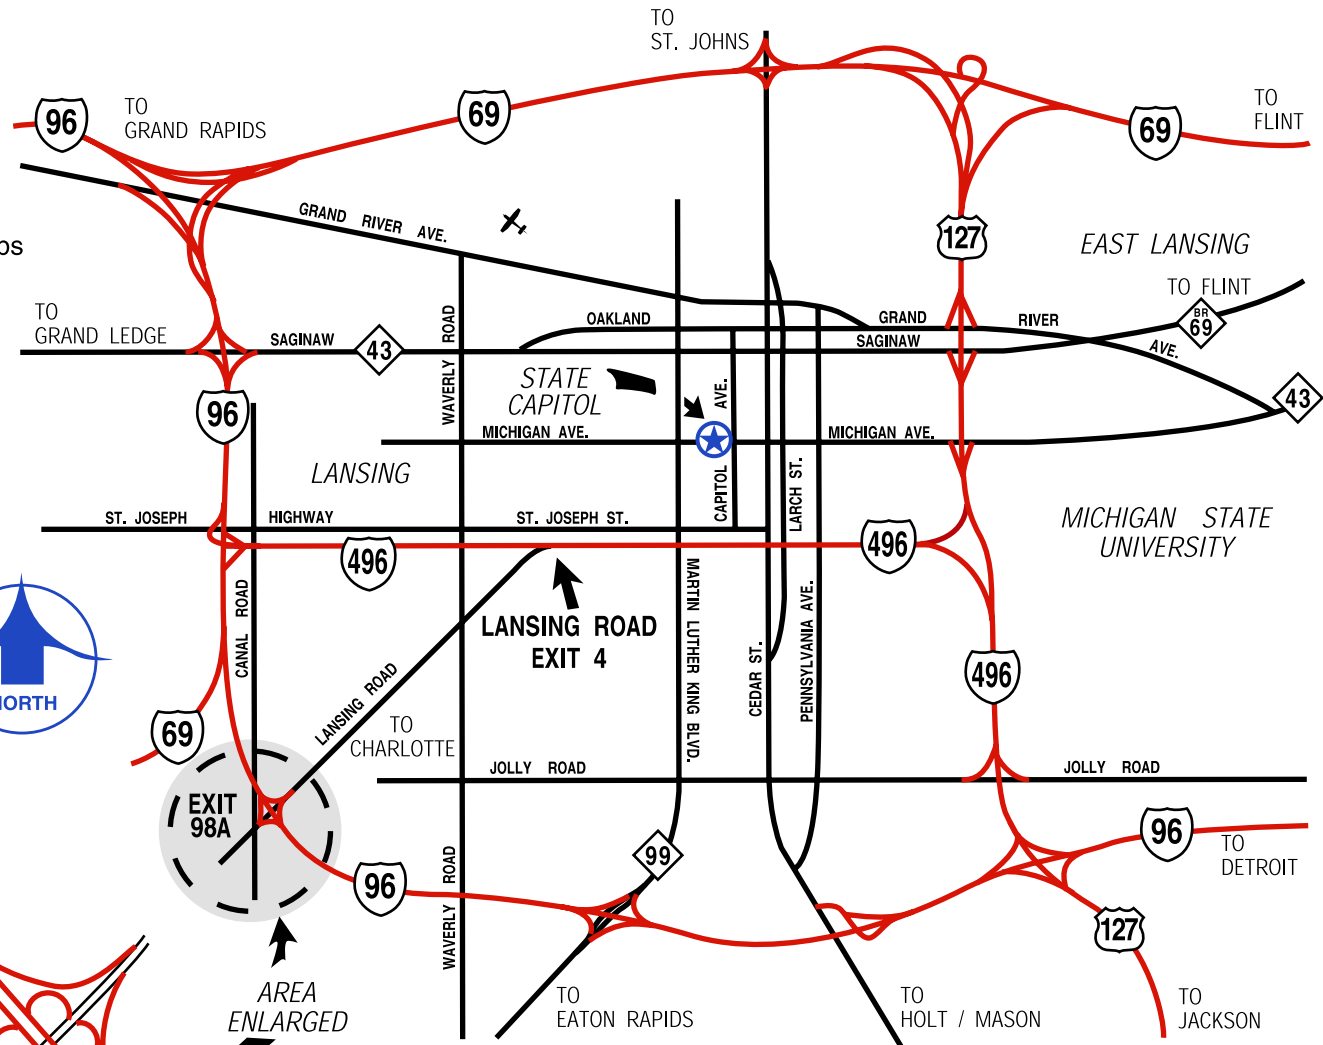 TO
ST. JOHNS
96
TO
GRAND RAPIDS
69
TO
FLINT
69
GRAND RIVER AVE.
127
EAST LANSING
TO FLINT
BR
69
TO
GRAND LEDGE
SAGINAW
43
WAVERLY ROAD
OAKLAND
GRAND RIVER AVE.
SAGINAW
STATE
CAPITOL
CAPITOL AVE.
43
96
MICHIGAN AVE.
MICHIGAN AVE.
LANSING
LARCH ST.
ST. JOSEPH HIGHWAY
ST. JOSEPH ST.
MICHIGAN STATE
UNIVERSITY
496
496
CANAL ROAD
LANSING ROAD
EXIT 4
MARTIN LUTHER KING BLVD.
CEDAR ST.
PENNSYLVANIA AVE.
496
NORTH
69
LANSING ROAD
TO
CHARLOTTE
JOLLY ROAD
JOLLY ROAD
EXIT
98A
96
99
WAVERLY ROAD
96
TO
DETROIT
127
AREA
ENLARGED
TO
EATON RAPIDS
TO
HOLT / MASON
TO
JACKSON